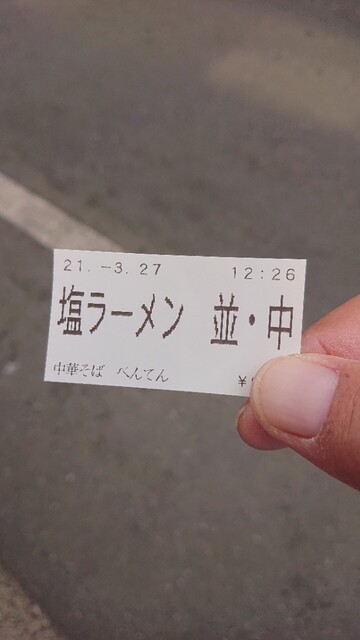 21. -3. 27 12:26
塩ラーメン 並・中
中華そば べんてん ¥